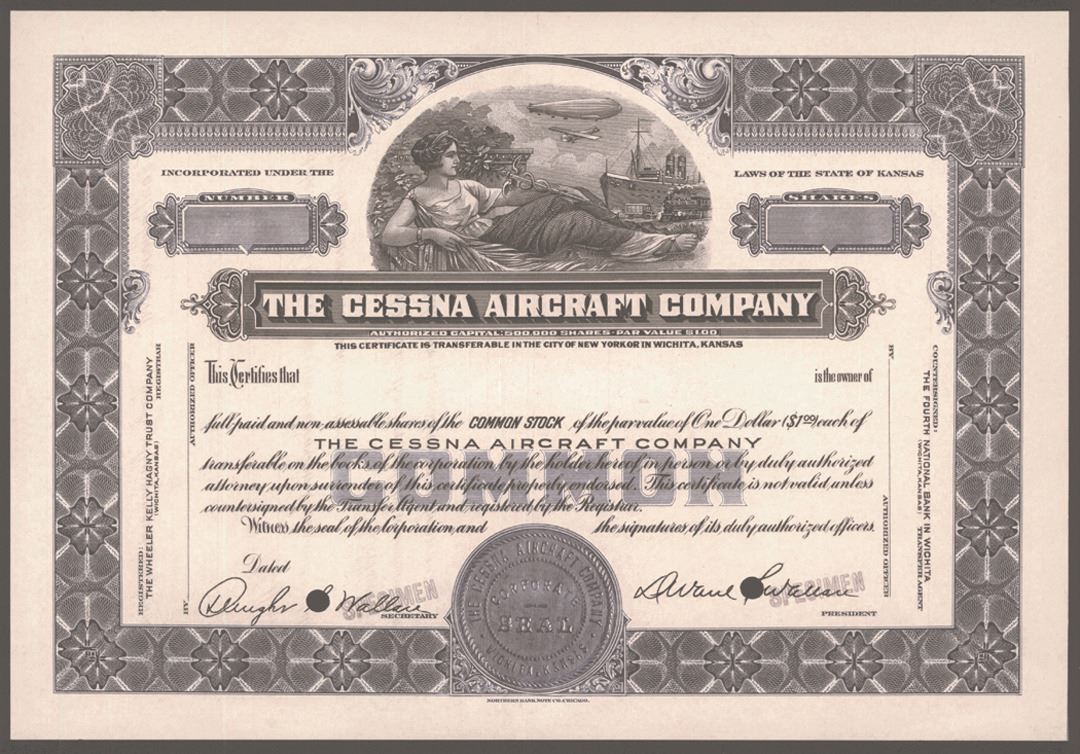 INCORPORATED UNDER THE
LAWS OF THE STATE OF KANSAS
NUMBER
SHARES
THE CESSNA AIRCRAFT COMPANY
AUTHORIZED CAPITAL: 500,000 SHARES - PAR VALUE $1.00
THIS CERTIFICATE IS TRANSFERABLE IN THE CITY OF NEW YORK OR IN WICHITA, KANSAS
This Certifies that
is the owner of
full paid and non-assessable shares of the COMMON STOCK of the par value of One Dollar ($1.00) each of
THE CESSNA AIRCRAFT COMPANY
transferable on the books of the corporation by the holder hereof in person or by duly authorized
attorney upon surrender of this certificate properly endorsed. This certificate is not valid unless
countersigned by the Transfer Agent and registered by the Registrar.
COMMON
Witness the seal of the Corporation and the signatures of its duly authorized officers.
Dated
Dwight S Wallace
SPECIMEN
SECRETARY
Dwane Wallace
SPECIMEN
PRESIDENT
THE CESSNA AIRCRAFT COMPANY
CORPORATE
SEAL
WICHITA, KANSAS
REGISTERED:
THE WHEELER KELLY HAGNY TRUST COMPANY
(WICHITA, KANSAS)
REGISTRAR
BY
AUTHORIZED OFFICER
COUNTERSIGNED:
THE FOURTH NATIONAL BANK IN WICHITA
(WICHITA, KANSAS)
TRANSFER AGENT
BY
AUTHORIZED OFFICER
NORTHERN BANK NOTE CO. CHICAGO.